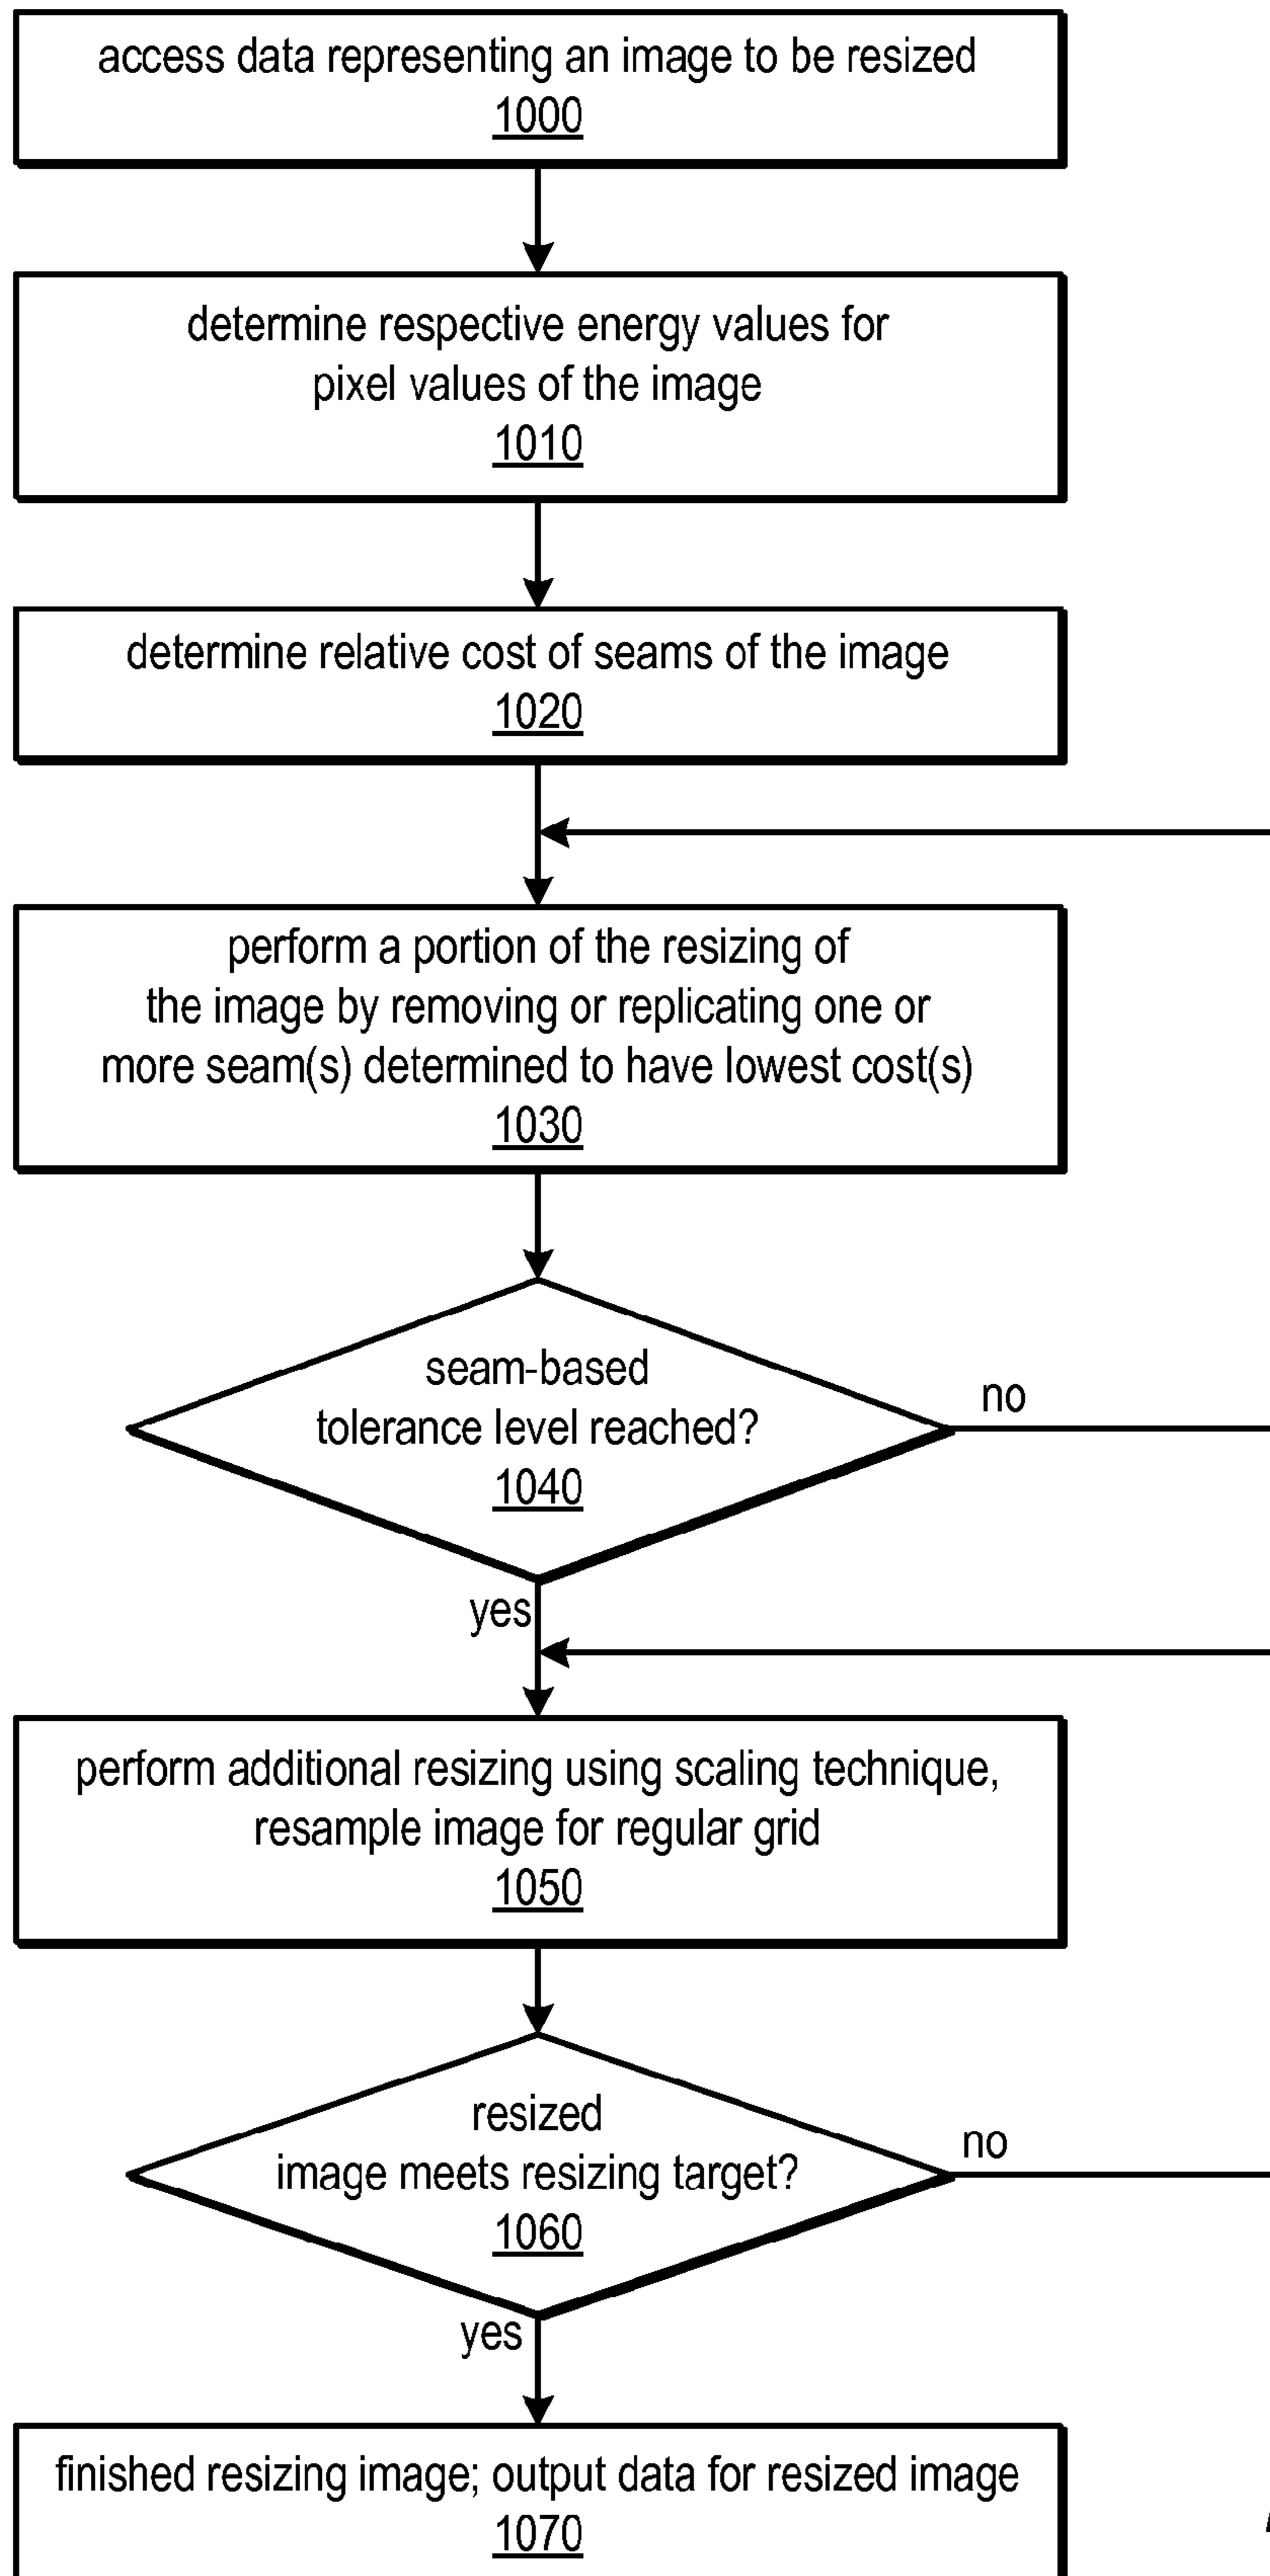 access data representing an image to be resized
1000
determine respective energy values for
pixel values of the image
1010
determine relative cost of seams of the image
1020
perform a portion of the resizing of
the image by removing or replicating one or
more seam(s) determined to have lowest cost(s)
1030
seam-based
tolerance level reached?
1040
no
yes
perform additional resizing using scaling technique,
resample image for regular grid
1050
resized
image meets resizing target?
1060
no
yes
finished resizing image; output data for resized image
1070